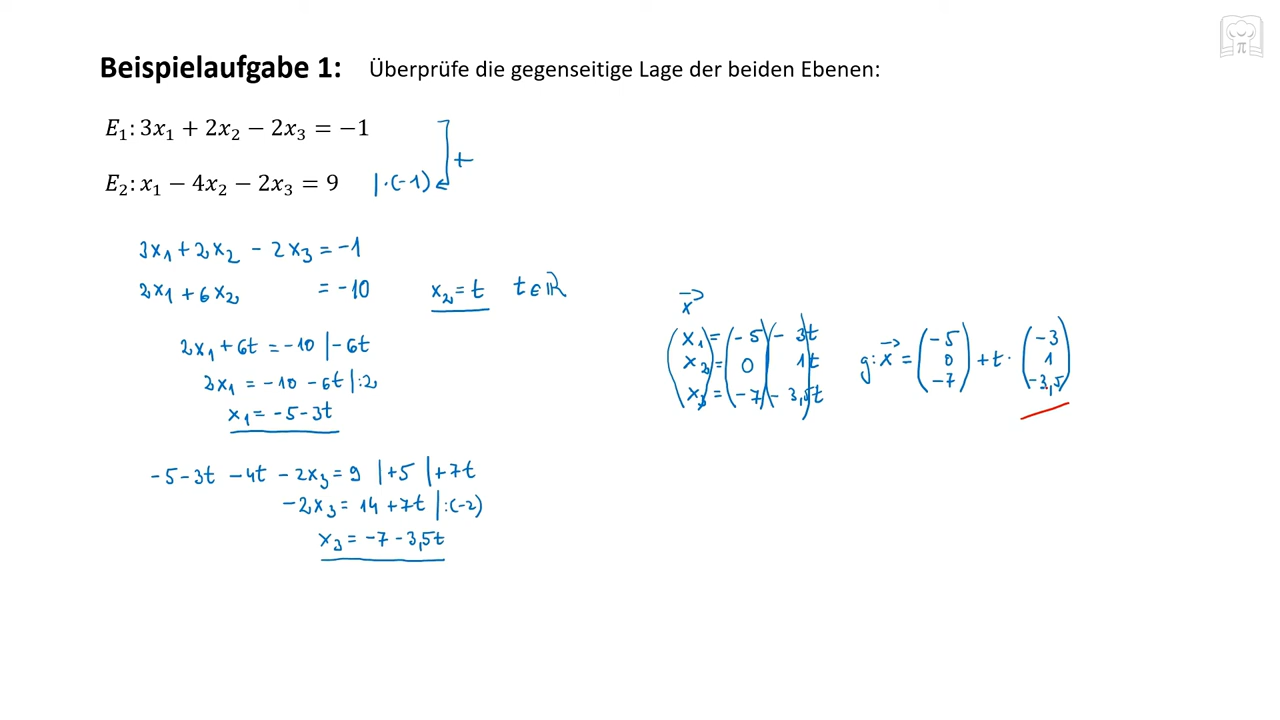 Beispielaufgabe 1: Überprüfe die gegenseitige Lage der beiden Ebenen:
E₁: 3x₁ + 2x₂ − 2x₃ = −1
+
E₂: x₁ − 4x₂ − 2x₃ = 9 | ·(-1)
3x₁ + 2x₂ - 2x₃ = -1
2x₁ + 6x₂ = -10 x₂ = t t ∈ ℝ
2x₁ + 6t = -10 | -6t
2x₁ = -10 - 6t | :2
x₁ = -5 - 3t
-5 - 3t - 4t - 2x₃ = 9 | +5 | +7t
-2x₃ = 14 + 7t | :(-2)
x₃ = -7 - 3,5t
x⃗
x₁ = -5 - 3t
x₂ = 0 1t
x₃ = -7 - 3,5t
g: x⃗ = (-5 0 -7) + t · (-3 1 -3,5)
π